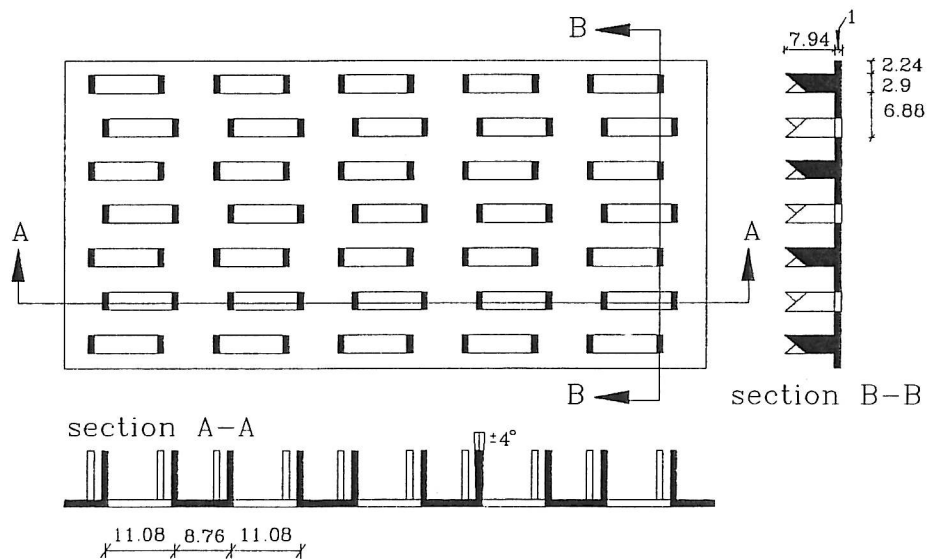 B
1
7.94
2.24
2.9
6.88
A
A
B
section B-B
section A-A
±4°
11.08
8.76
11.08